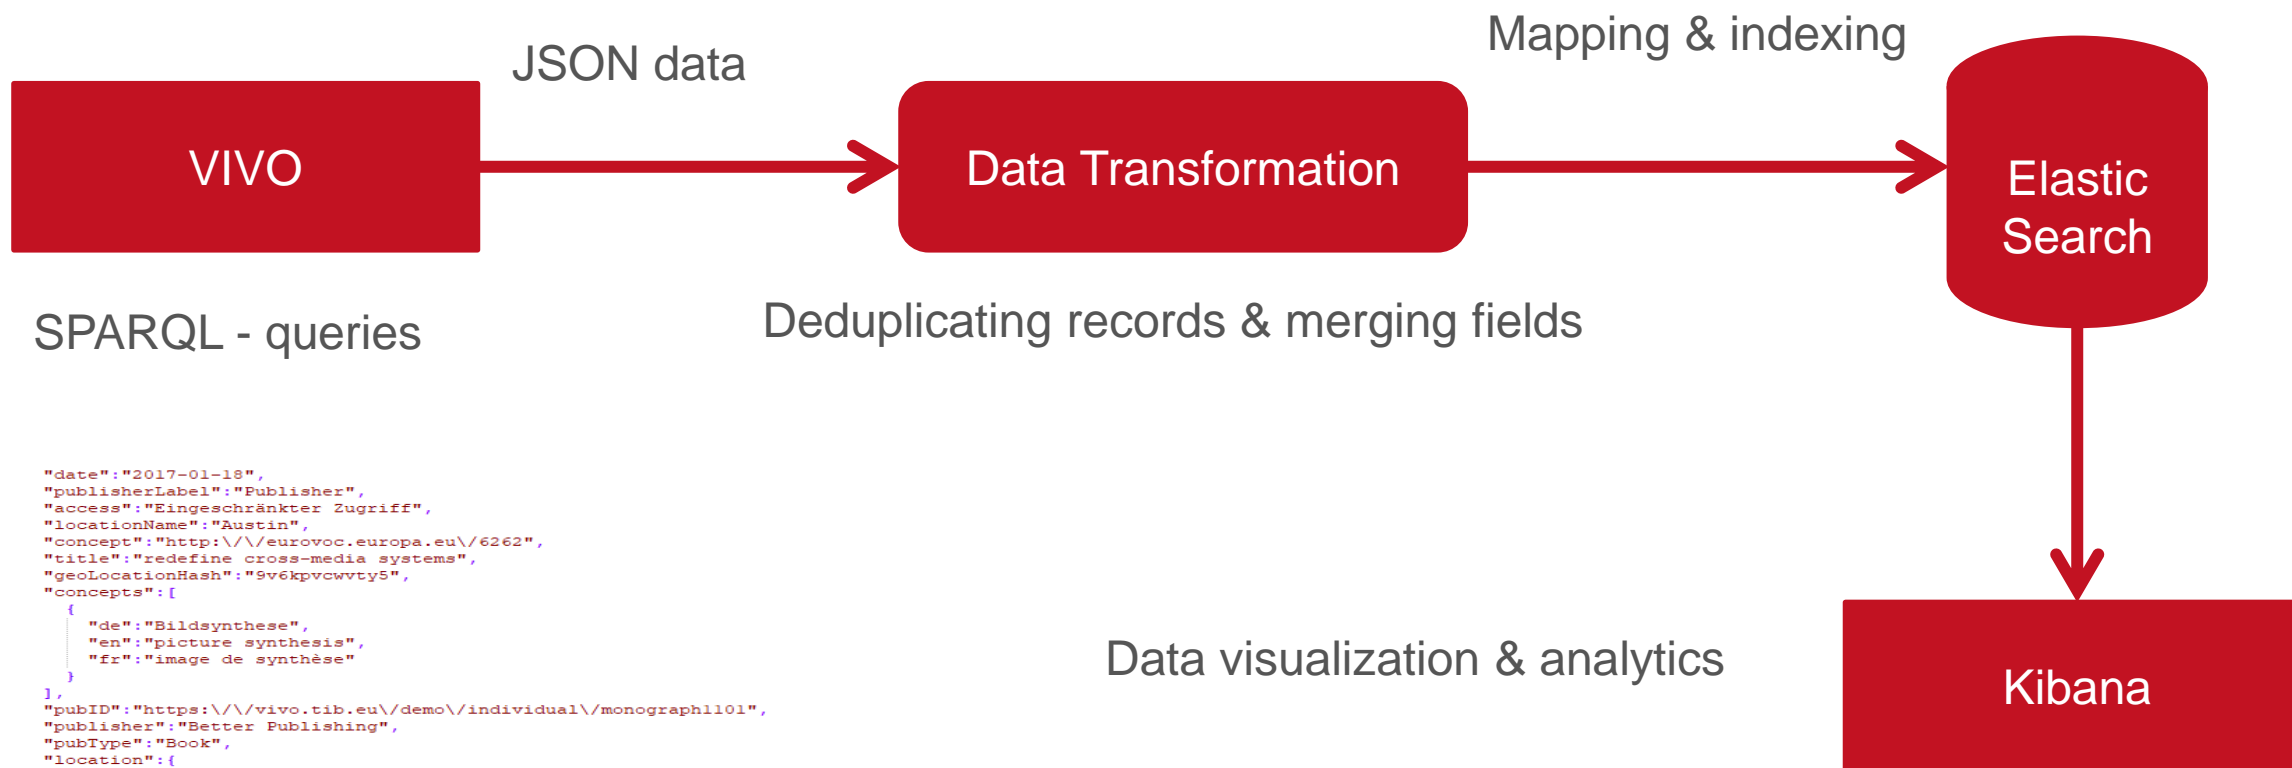 Mapping & indexing
JSON data
VIVO
Data Transformation
Elastic
Search
SPARQL - queries
Deduplicating records & merging fields
"date":"2017-01-18",
"publisherLabel":"Publisher",
"access":"Eingeschränkter Zugriff",
"locationName":"Austin",
"concept":"http:\/\/eurovoc.europa.eu\/6262",
"title":"redefine cross-media systems",
"geoLocationHash":"9v6kpvcwvty5",
"concepts":[
{
"de":"Bildsynthese",
"en":"picture synthesis",
"fr":"image de synthèse"
}
],
"pubID":"https:\/\/vivo.tib.eu\/demo\/individual\/monograph1101",
"publisher":"Better Publishing",
"pubType":"Book",
"location":{
Data visualization & analytics
Kibana